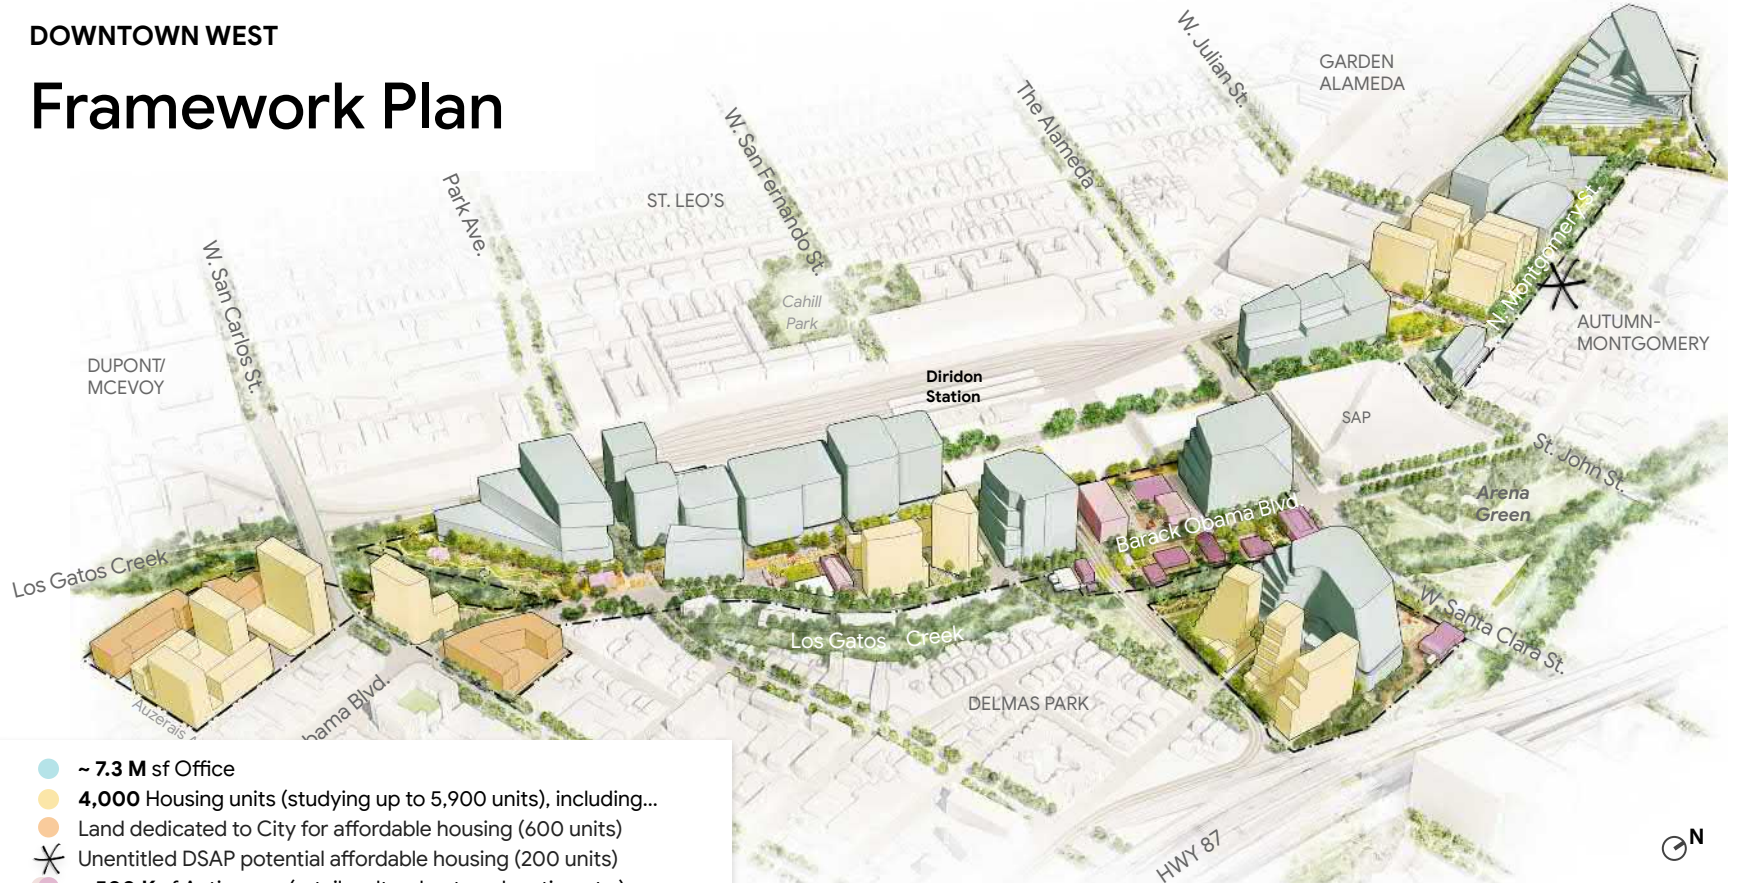 DOWNTOWN WEST
Framework Plan
W. Julian St.
GARDEN
ALAMEDA
The Alameda
W. San Fernando St.
Park Ave.
ST. LEO'S
W. San Carlos St.
Cahill
Park
N. Montgomery St.
AUTUMN-
MONTGOMERY
DUPONT/
MCEVOY
Diridon
Station
SAP
St. John St.
Arena
Green
Barack Obama Blvd.
Los Gatos Creek
W. Santa Clara St.
Los Gatos Creek
DELMAS PARK
Auzerais
bama Blvd.
HWY 87
N
~ 7.3 M sf Office
4,000 Housing units (studying up to 5,900 units), including...
Land dedicated to City for affordable housing (600 units)
Unentitled DSAP potential affordable housing (200 units)